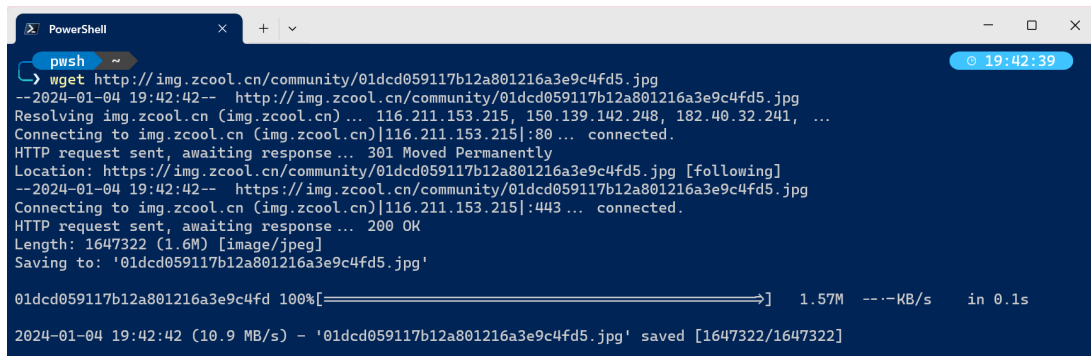 PowerShell
pwsh ~ 19:42:39
❯ wget http://img.zcool.cn/community/01dcd059117b12a801216a3e9c4fd5.jpg
--2024-01-04 19:42:42--  http://img.zcool.cn/community/01dcd059117b12a801216a3e9c4fd5.jpg
Resolving img.zcool.cn (img.zcool.cn)... 116.211.153.215, 150.139.142.248, 182.40.32.241, ...
Connecting to img.zcool.cn (img.zcool.cn)|116.211.153.215|:80... connected.
HTTP request sent, awaiting response... 301 Moved Permanently
Location: https://img.zcool.cn/community/01dcd059117b12a801216a3e9c4fd5.jpg [following]
--2024-01-04 19:42:42--  https://img.zcool.cn/community/01dcd059117b12a801216a3e9c4fd5.jpg
Connecting to img.zcool.cn (img.zcool.cn)|116.211.153.215|:443... connected.
HTTP request sent, awaiting response... 200 OK
Length: 1647322 (1.6M) [image/jpeg]
Saving to: '01dcd059117b12a801216a3e9c4fd5.jpg'
01dcd059117b12a801216a3e9c4fd 100%[===================================================>]   1.57M  --.-KB/s    in 0.1s
2024-01-04 19:42:42 (10.9 MB/s) - '01dcd059117b12a801216a3e9c4fd5.jpg' saved [1647322/1647322]